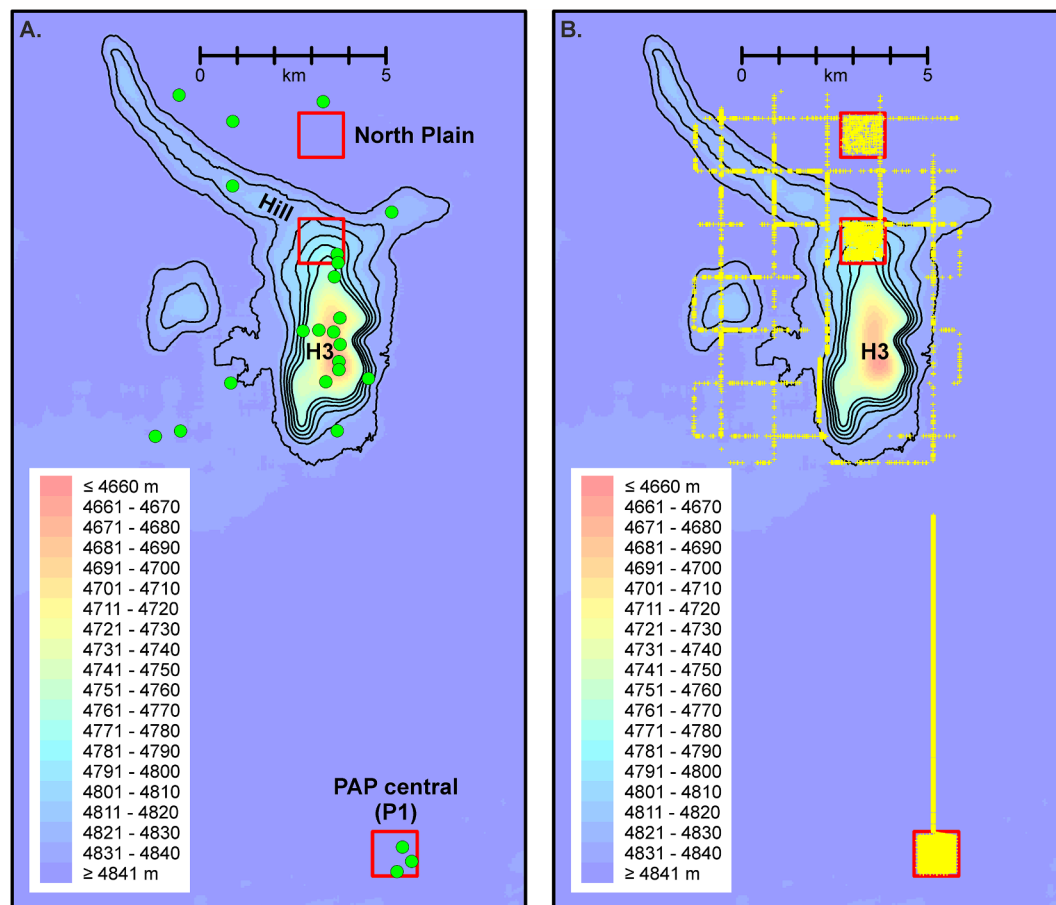 A.
0
km
5
North Plain
Hill
H3
≤ 4660 m
4661 - 4670
4671 - 4680
4681 - 4690
4691 - 4700
4701 - 4710
4711 - 4720
4721 - 4730
4731 - 4740
4741 - 4750
4751 - 4760
4761 - 4770
4771 - 4780
4781 - 4790
4791 - 4800
4801 - 4810
4811 - 4820
4821 - 4830
4831 - 4840
≥ 4841 m
PAP central
(P1)
B.
0
km
5
H3
≤ 4660 m
4661 - 4670
4671 - 4680
4681 - 4690
4691 - 4700
4701 - 4710
4711 - 4720
4721 - 4730
4731 - 4740
4741 - 4750
4751 - 4760
4761 - 4770
4771 - 4780
4781 - 4790
4791 - 4800
4801 - 4810
4811 - 4820
4821 - 4830
4831 - 4840
≥ 4841 m